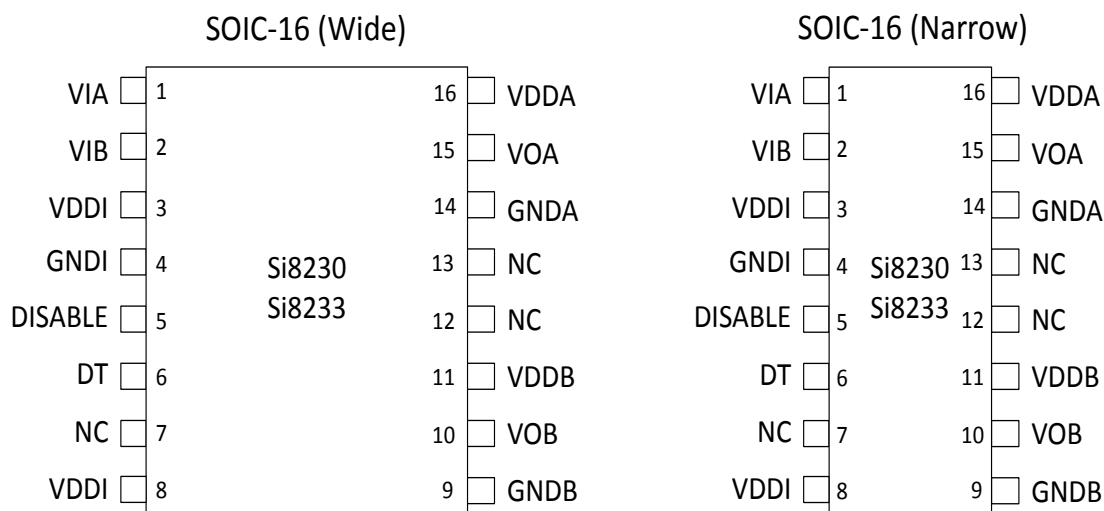 SOIC-16 (Wide)
VIA 1 16 VDDA
VIB 2 15 VOA
VDDI 3 14 GNDA
GNDI 4 Si8230 13 NC
DISABLE 5 Si8233 12 NC
DT 6 11 VDDB
NC 7 10 VOB
VDDI 8 9 GNDB
SOIC-16 (Narrow)
VIA 1 16 VDDA
VIB 2 15 VOA
VDDI 3 14 GNDA
GNDI 4 Si8230 13 NC
DISABLE 5 Si8233 12 NC
DT 6 11 VDDB
NC 7 10 VOB
VDDI 8 9 GNDB